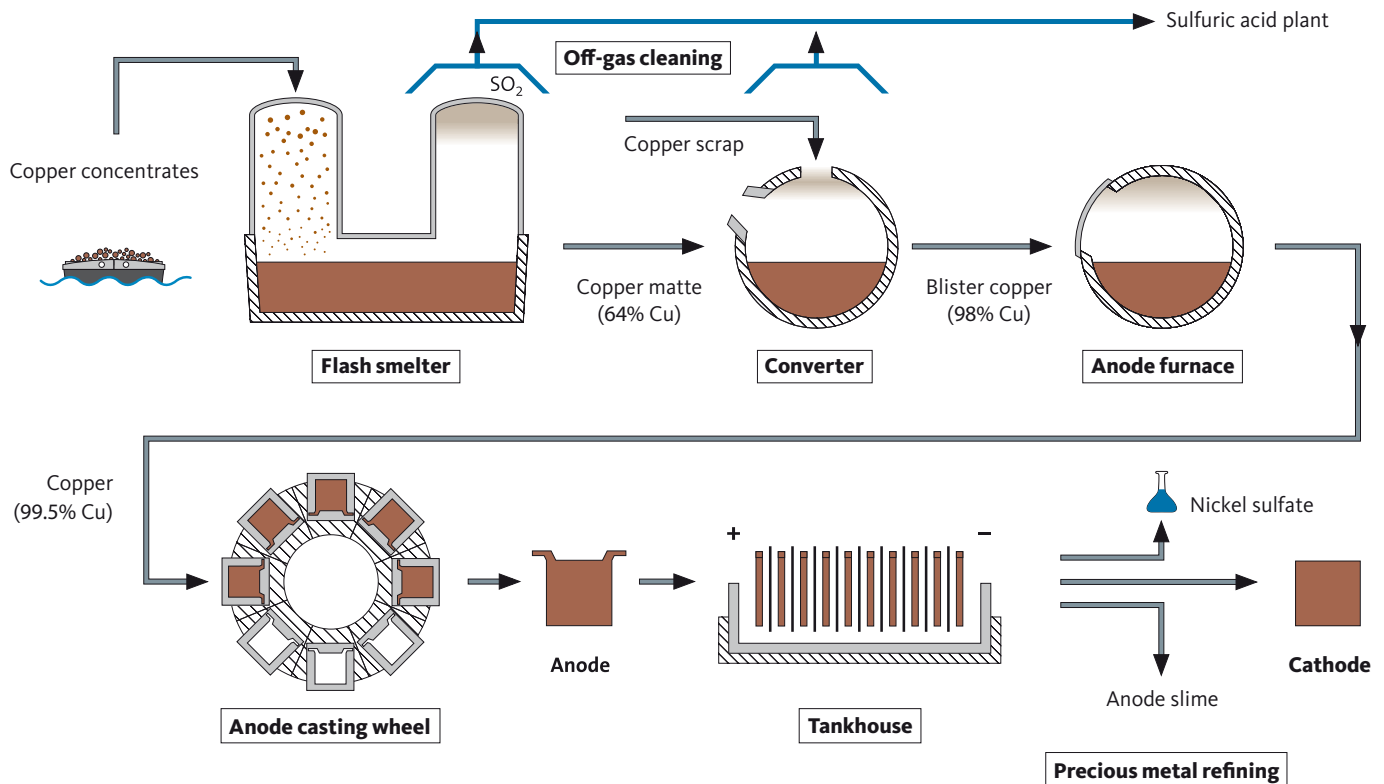 Sulfuric acid plant
Off-gas cleaning
SO₂
Copper scrap
Copper concentrates
Copper matte
(64% Cu)
Blister copper
(98% Cu)
Flash smelter
Converter
Anode furnace
Copper
(99.5% Cu)
Nickel sulfate
+
–
Anode
Cathode
Anode slime
Anode casting wheel
Tankhouse
Precious metal refining